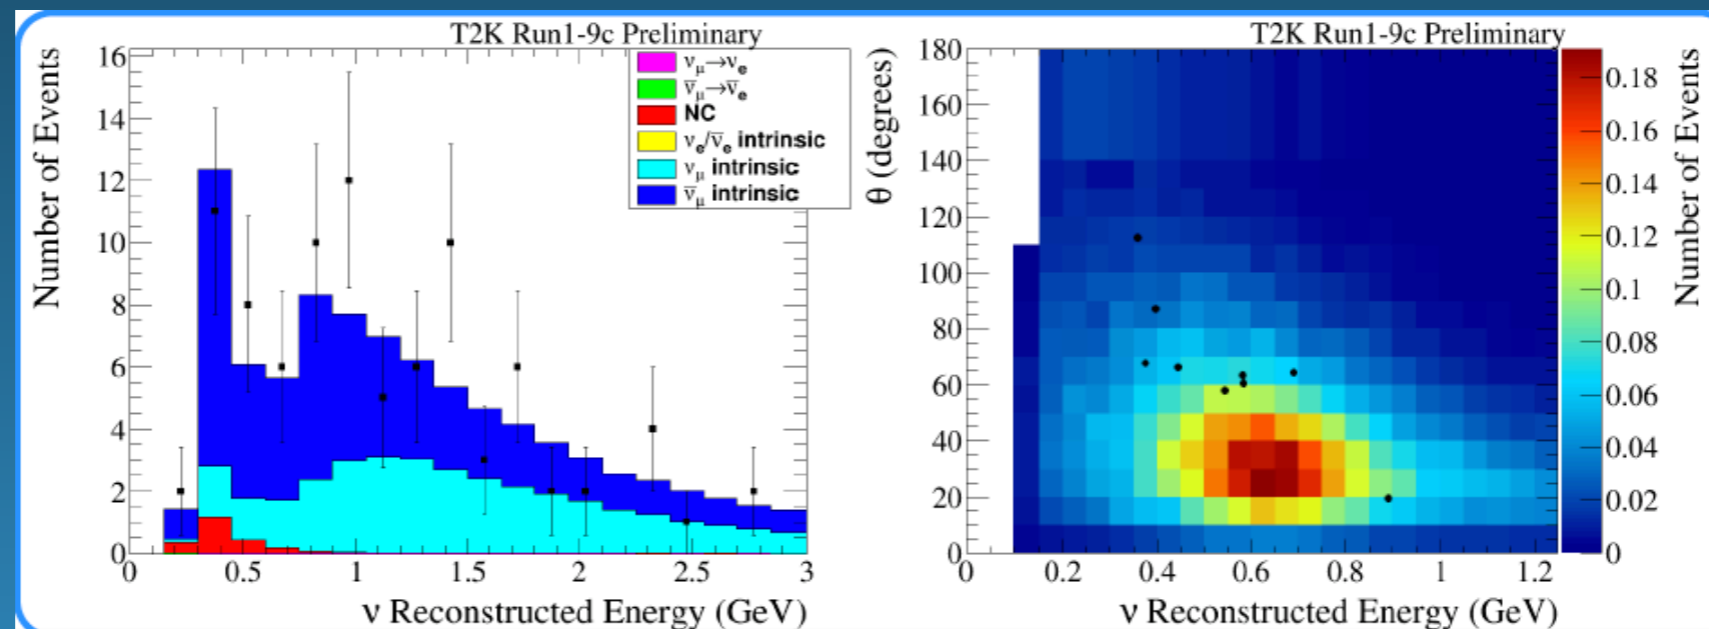 T2K Run1-9c Preliminary
Number of Events
16
14
12
10
8
6
4
2
0
νμ→νe
ν̅μ→ν̅e
NC
νe/ν̅e intrinsic
νμ intrinsic
ν̅μ intrinsic
0 0.5 1 1.5 2 2.5 3
ν Reconstructed Energy (GeV)
T2K Run1-9c Preliminary
θ (degrees)
180
160
140
120
100
80
60
40
20
0
0 0.2 0.4 0.6 0.8 1 1.2
ν Reconstructed Energy (GeV)
0.18
0.16
0.14
0.12
0.1
0.08
0.06
0.04
0.02
0
Number of Events